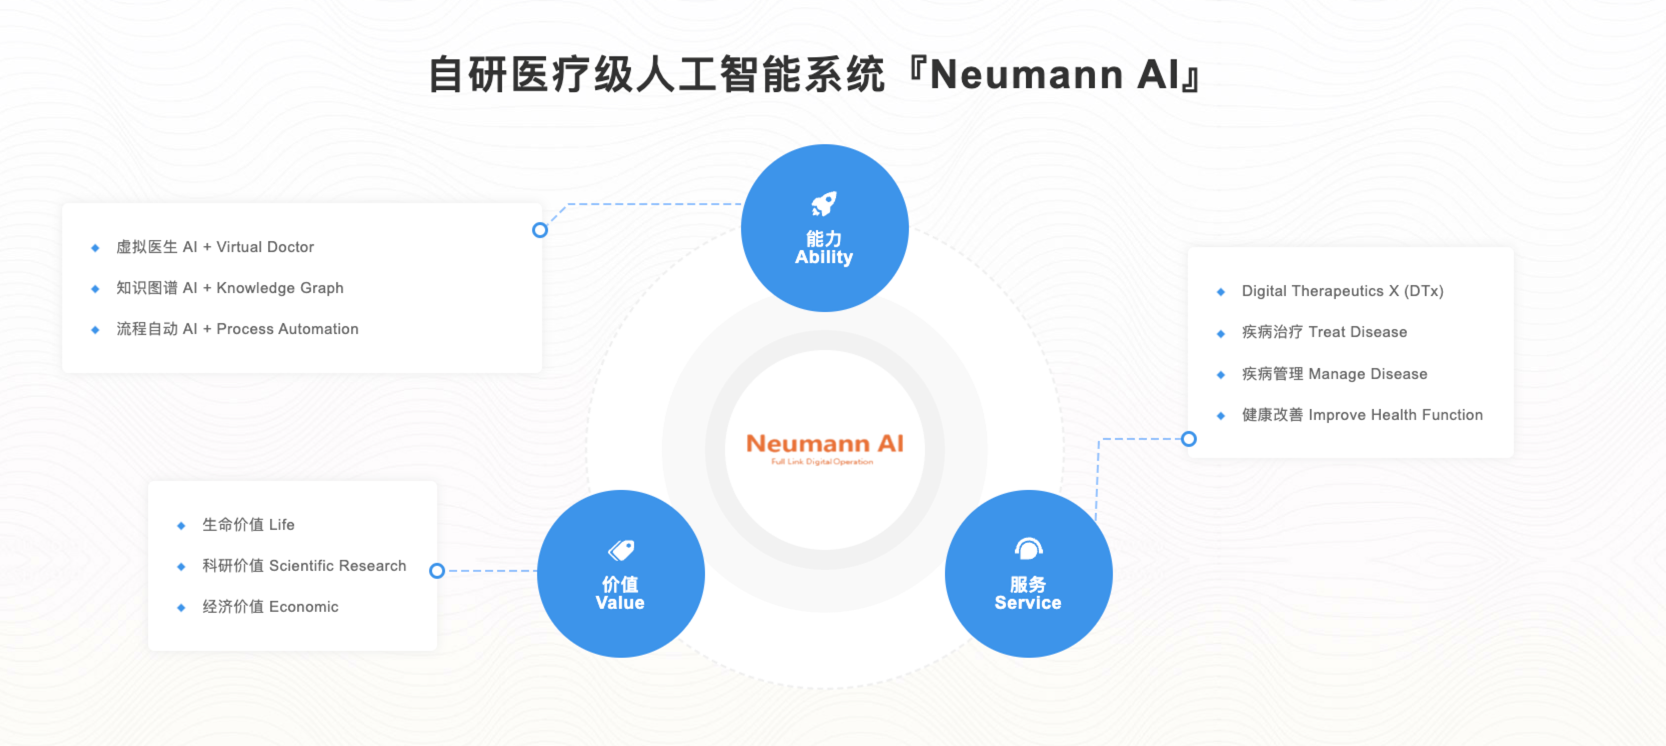 自研医疗级人工智能系统『Neumann AI』
能力
Ability
虚拟医生 AI + Virtual Doctor
知识图谱 AI + Knowledge Graph
流程自动 AI + Process Automation
Digital Therapeutics X (DTx)
疾病治疗 Treat Disease
疾病管理 Manage Disease
健康改善 Improve Health Function
Neumann AI
Full Link Digital Operation
生命价值 Life
科研价值 Scientific Research
经济价值 Economic
价值
Value
服务
Service